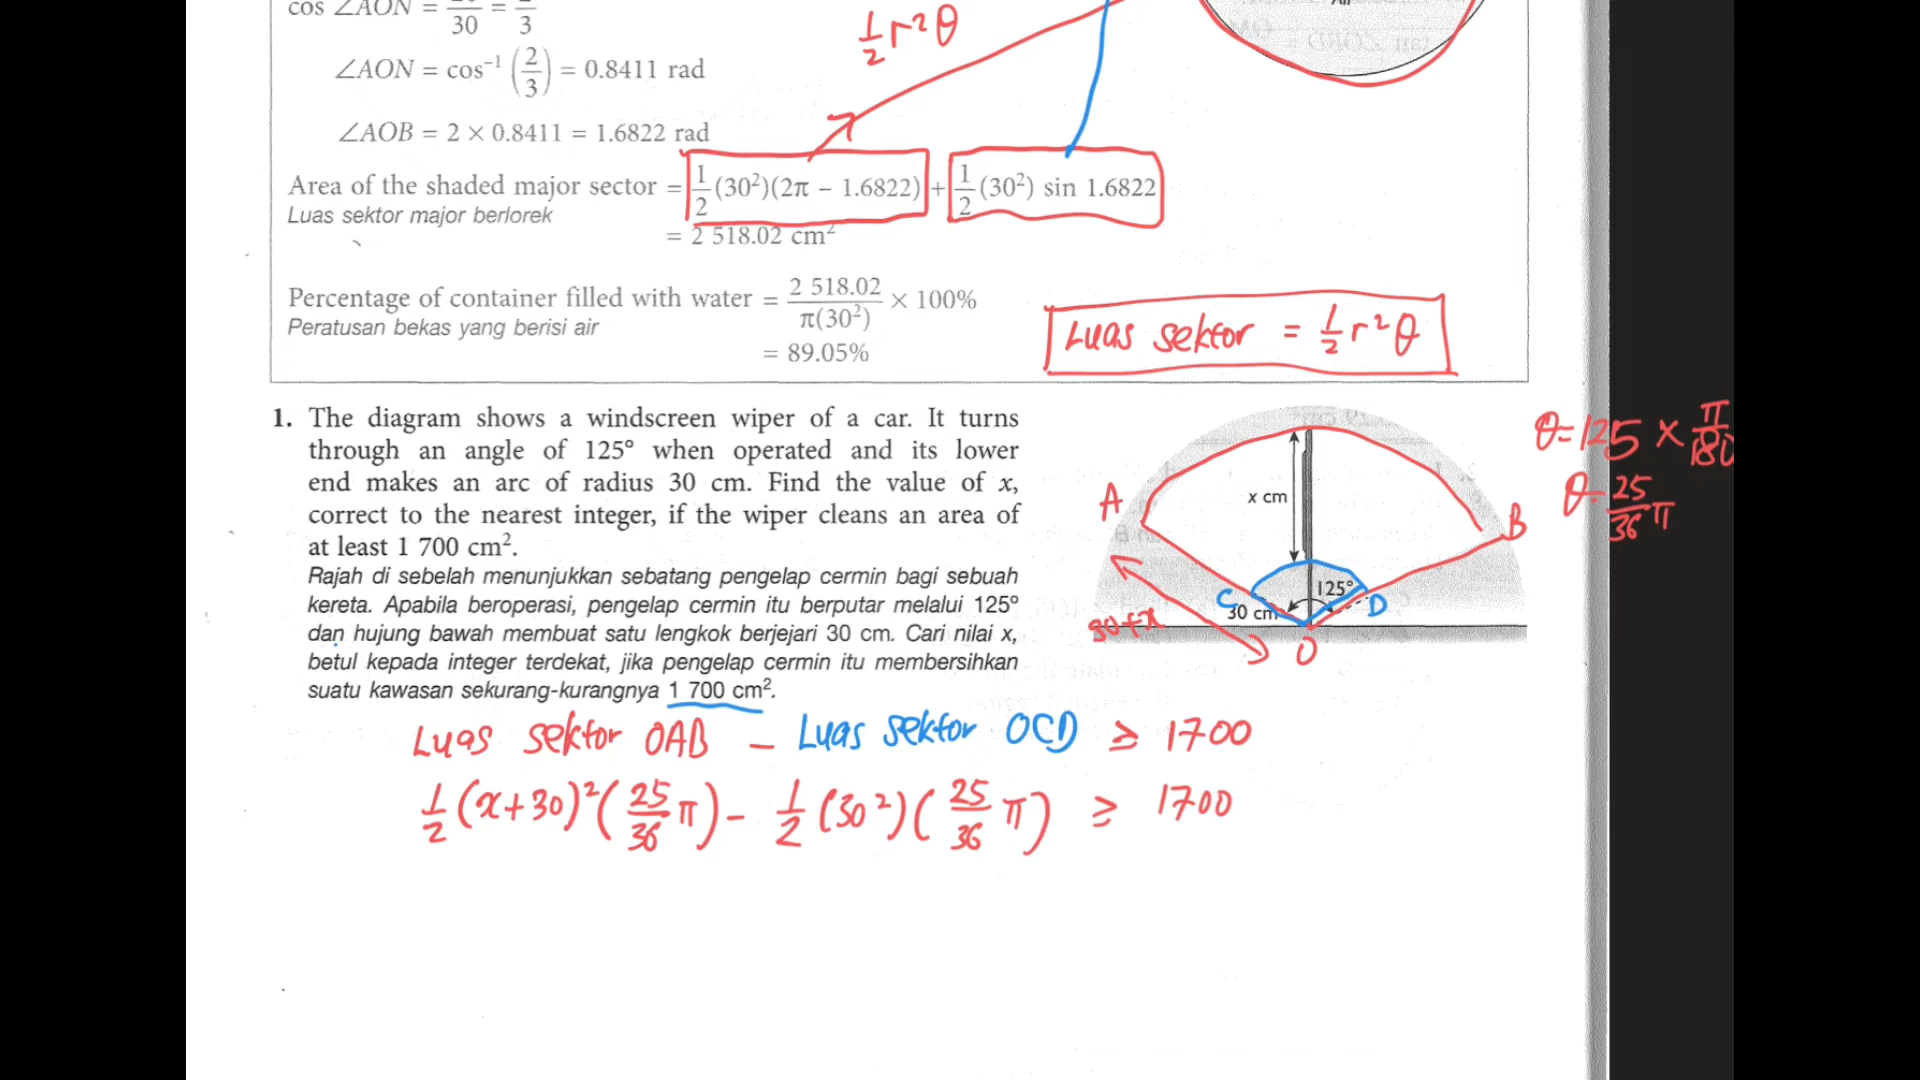 cos ∠AON = 30 = 3
½r²θ
∠AON = cos⁻¹ (2/3) = 0.8411 rad
∠AOB = 2 × 0.8411 = 1.6822 rad
Area of the shaded major sector = 1/2(30²)(2π − 1.6822) + 1/2(30²) sin 1.6822
Luas sektor major berlorek
= 2 518.02 cm²
Percentage of container filled with water = 2 518.02/π(30²) × 100%
Peratusan bekas yang berisi air
= 89.05%
Luas sektor = ½r²θ
1. The diagram shows a windscreen wiper of a car. It turns
through an angle of 125° when operated and its lower
end makes an arc of radius 30 cm. Find the value of x,
correct to the nearest integer, if the wiper cleans an area of
at least 1 700 cm².
Rajah di sebelah menunjukkan sebatang pengelap cermin bagi sebuah
kereta. Apabila beroperasi, pengelap cermin itu berputar melalui 125°
dan hujung bawah membuat satu lengkok berjejari 30 cm. Cari nilai x,
betul kepada integer terdekat, jika pengelap cermin itu membersihkan
suatu kawasan sekurang-kurangnya 1 700 cm².
A
x cm
B
C
125°
D
30 cm
30+x
O
θ=125 × π/180
θ=25/36 π
Luas sektor OAB − Luas sektor OCD ≥ 1700
½(x+30)²(25/36 π) − ½(30²)(25/36 π) ≥ 1700